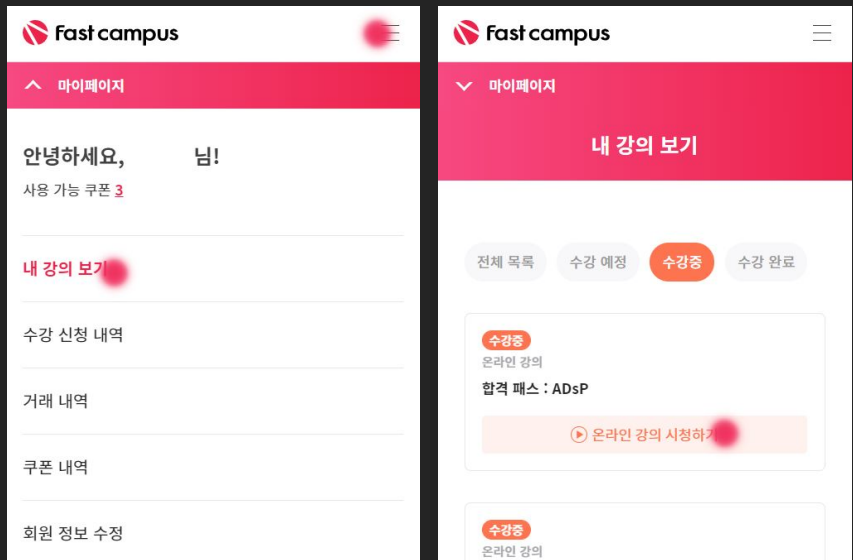 Fast campus
마이페이지
안녕하세요, 님!
사용 가능 쿠폰 3
내 강의 보기
수강 신청 내역
거래 내역
쿠폰 내역
회원 정보 수정
Fast campus
마이페이지
내 강의 보기
전체 목록 수강 예정 수강중 수강 완료
수강중
온라인 강의
합격 패스 : ADsP
온라인 강의 시청하기
수강중
온라인 강의